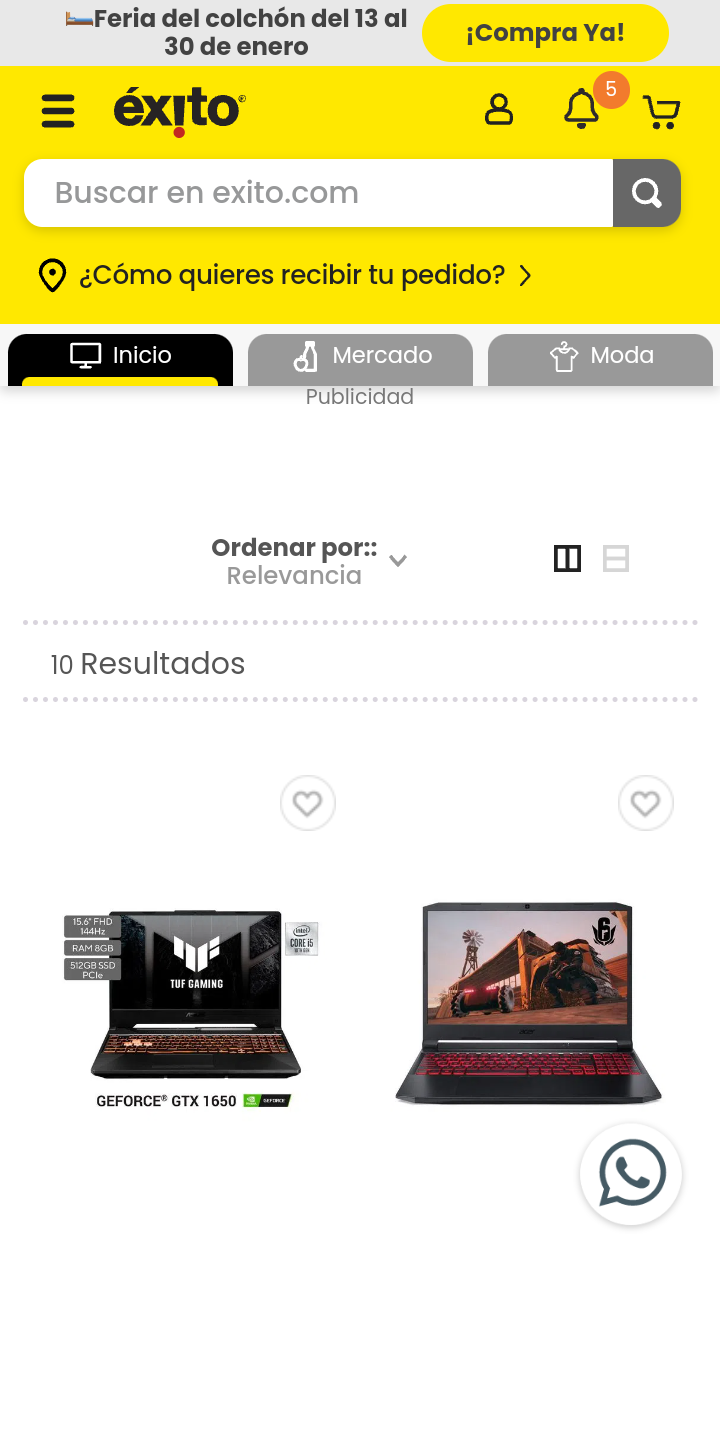 Feria del colchón del 13 al
30 de enero
¡Compra Ya!
éxito
5
Buscar en exito.com
¿Cómo quieres recibir tu pedido?
Inicio
Mercado
Moda
Publicidad
Ordenar por::
Relevancia
10 Resultados
15.6" FHD
144Hz
RAM 8GB
512GB SSD
PCIe
intel
CORE i5
TUF GAMING
GEFORCE® GTX 1650
GEFORCE